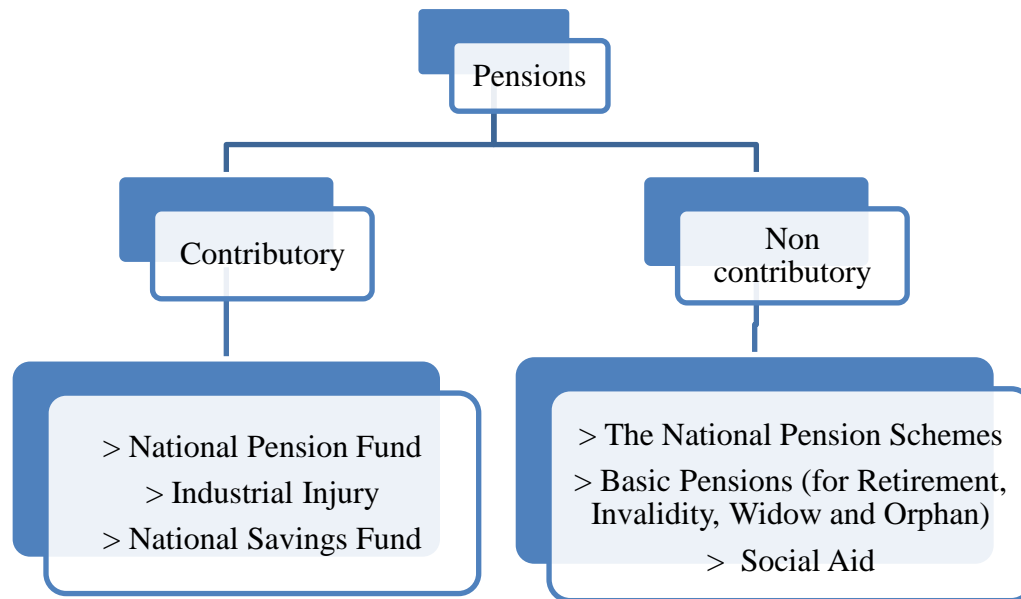 Pensions
Contributory
Non
contributory
> National Pension Fund
> Industrial Injury
> National Savings Fund
> The National Pension Schemes
> Basic Pensions (for Retirement,
Invalidity, Widow and Orphan)
> Social Aid